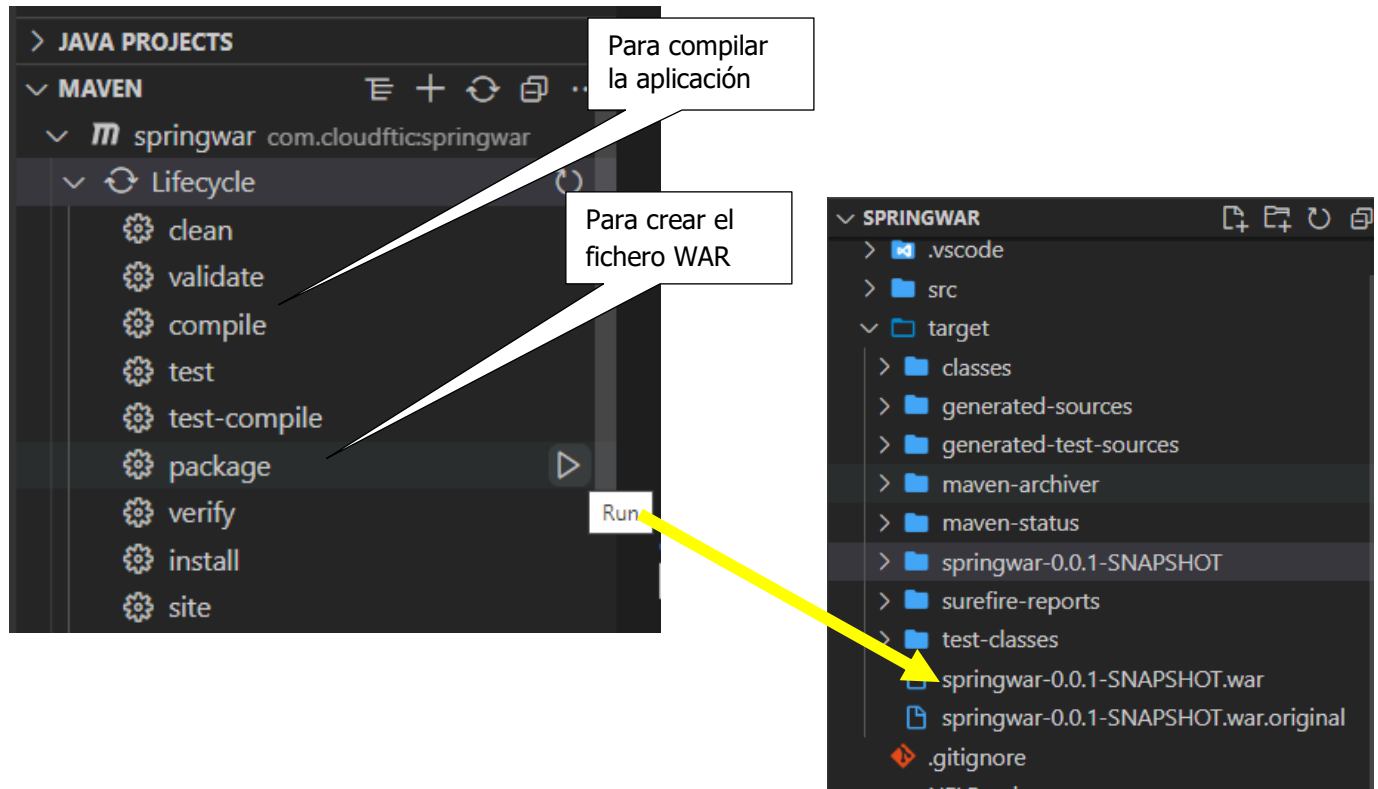 JAVA PROJECTS
Para compilar
la aplicación
MAVEN
springwar com.cloudftic:springwar
Lifecycle
clean
validate
compile
test
test-compile
package
verify
install
site
Para crear el
fichero WAR
Run
SPRINGWAR
.vscode
src
target
classes
generated-sources
generated-test-sources
maven-archiver
maven-status
springwar-0.0.1-SNAPSHOT
surefire-reports
test-classes
springwar-0.0.1-SNAPSHOT.war
springwar-0.0.1-SNAPSHOT.war.original
.gitignore